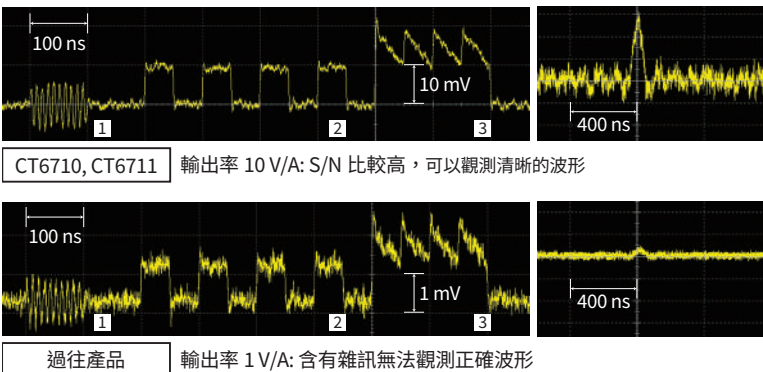 100 ns
10 mV
1
2
3
400 ns
CT6710, CT6711
輸出率 10 V/A: S/N 比較高，可以觀測清晰的波形
100 ns
1 mV
1
2
3
400 ns
過往產品
輸出率 1 V/A: 含有雜訊無法觀測正確波形